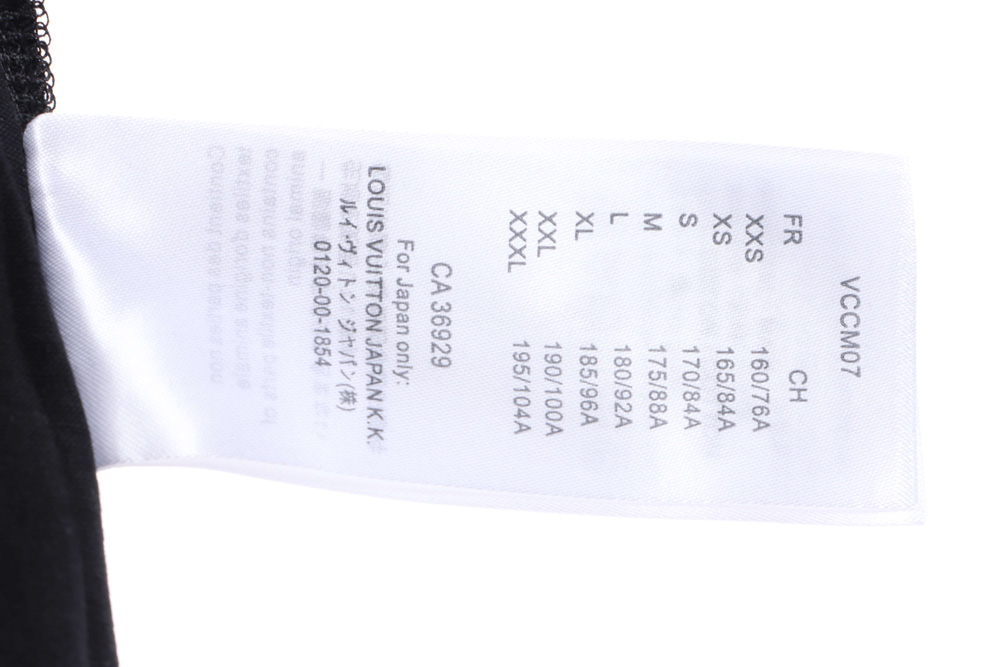 VCCM07
FR CH
XXS 160/76A
XS 165/84A
S 170/84A
M 175/88A
L 180/92A
XL 185/96A
XXL 190/100A
XXXL 195/104A
CA 36929
For Japan only:
LOUIS VUITTON JAPAN K.K.
ルイ・ヴィトン ジャパン(株)
0120-00-1854